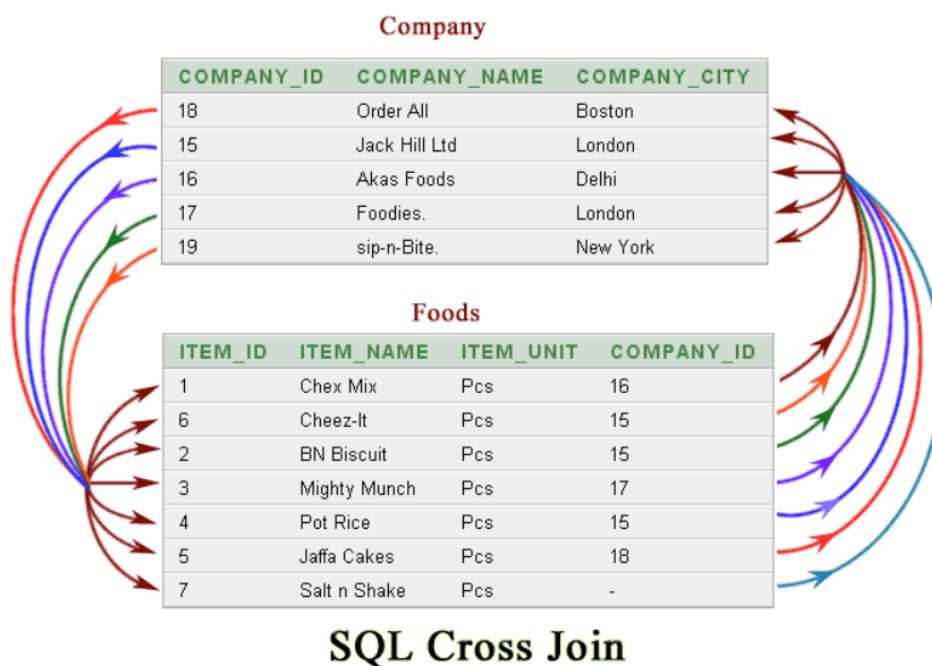 Company
COMPANY_ID COMPANY_NAME COMPANY_CITY
18 Order All Boston
15 Jack Hill Ltd London
16 Akas Foods Delhi
17 Foodies. London
19 sip-n-Bite. New York
Foods
ITEM_ID ITEM_NAME ITEM_UNIT COMPANY_ID
1 Chex Mix Pcs 16
6 Cheez-It Pcs 15
2 BN Biscuit Pcs 15
3 Mighty Munch Pcs 17
4 Pot Rice Pcs 15
5 Jaffa Cakes Pcs 18
7 Salt n Shake Pcs -
SQL Cross Join